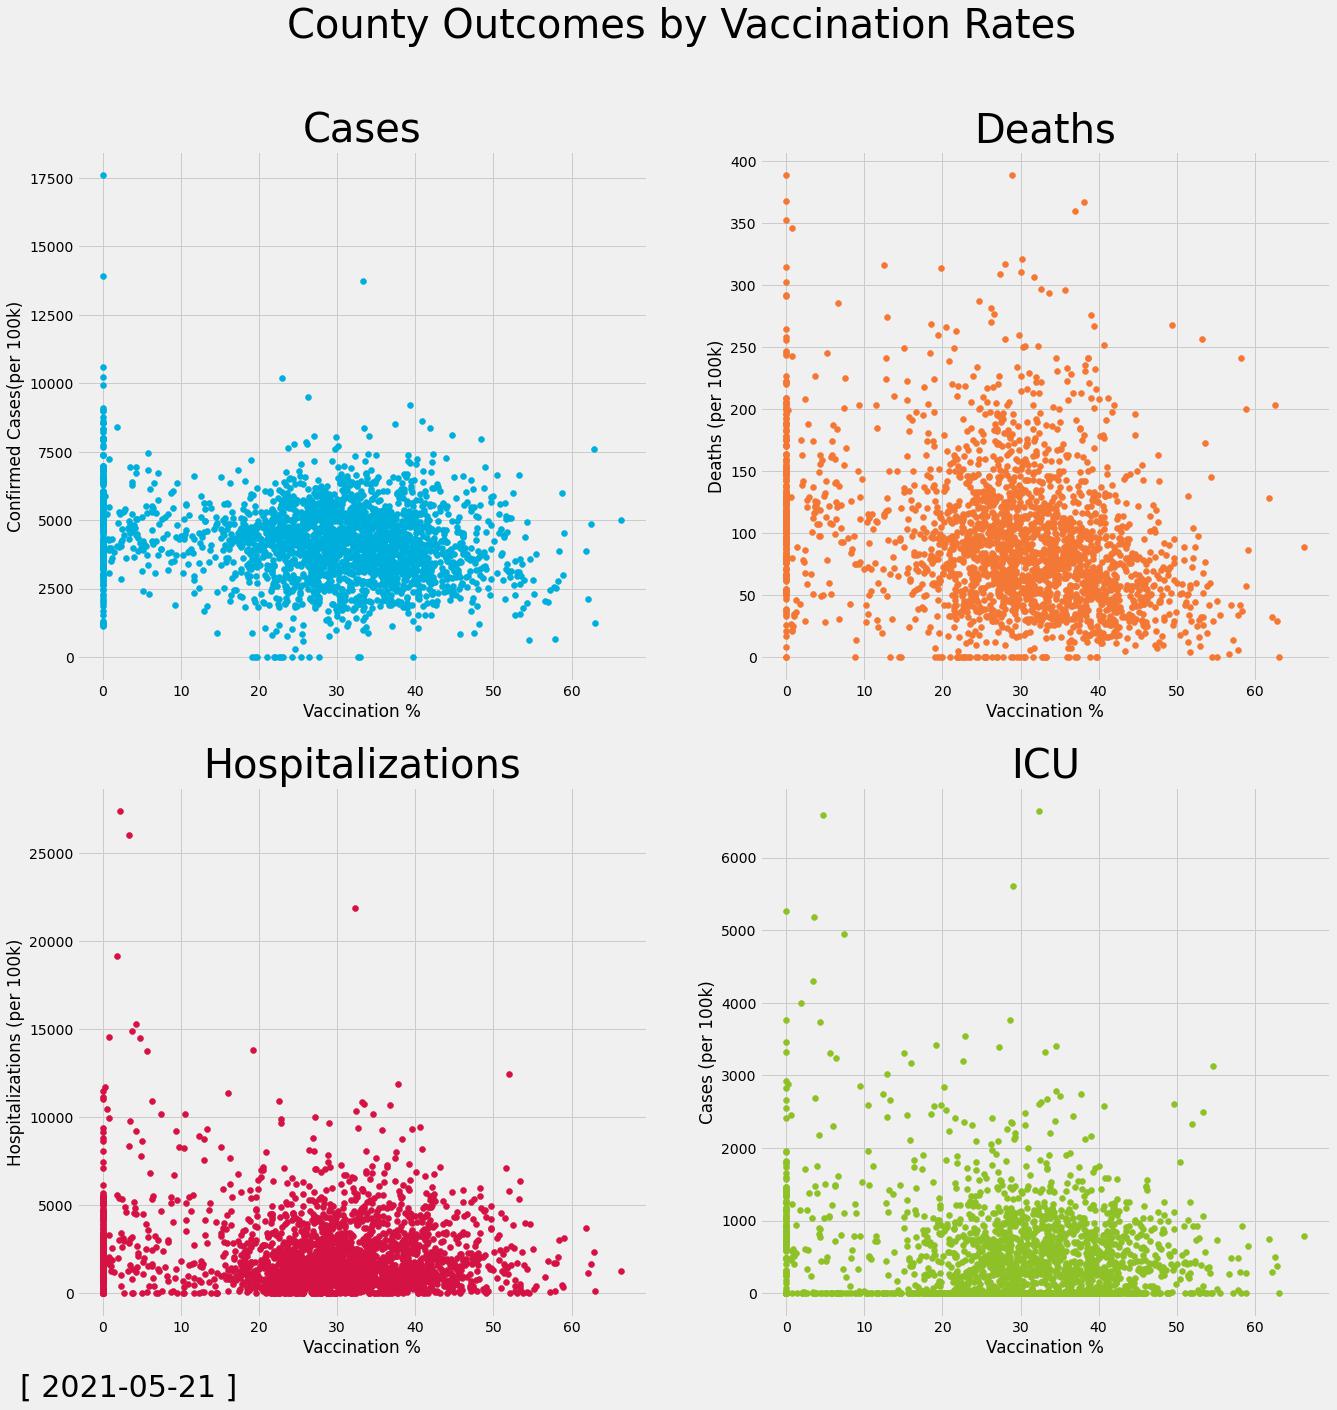 County Outcomes by Vaccination Rates
Cases
17500
15000
12500
10000
7500
5000
2500
0
Confirmed Cases(per 100k)
0 10 20 30 40 50 60
Vaccination %
Deaths
400
350
300
250
200
150
100
50
0
Deaths (per 100k)
0 10 20 30 40 50 60
Vaccination %
Hospitalizations
25000
20000
15000
10000
5000
0
Hospitalizations (per 100k)
0 10 20 30 40 50 60
Vaccination %
ICU
6000
5000
4000
3000
2000
1000
0
Cases (per 100k)
0 10 20 30 40 50 60
Vaccination %
[ 2021-05-21 ]